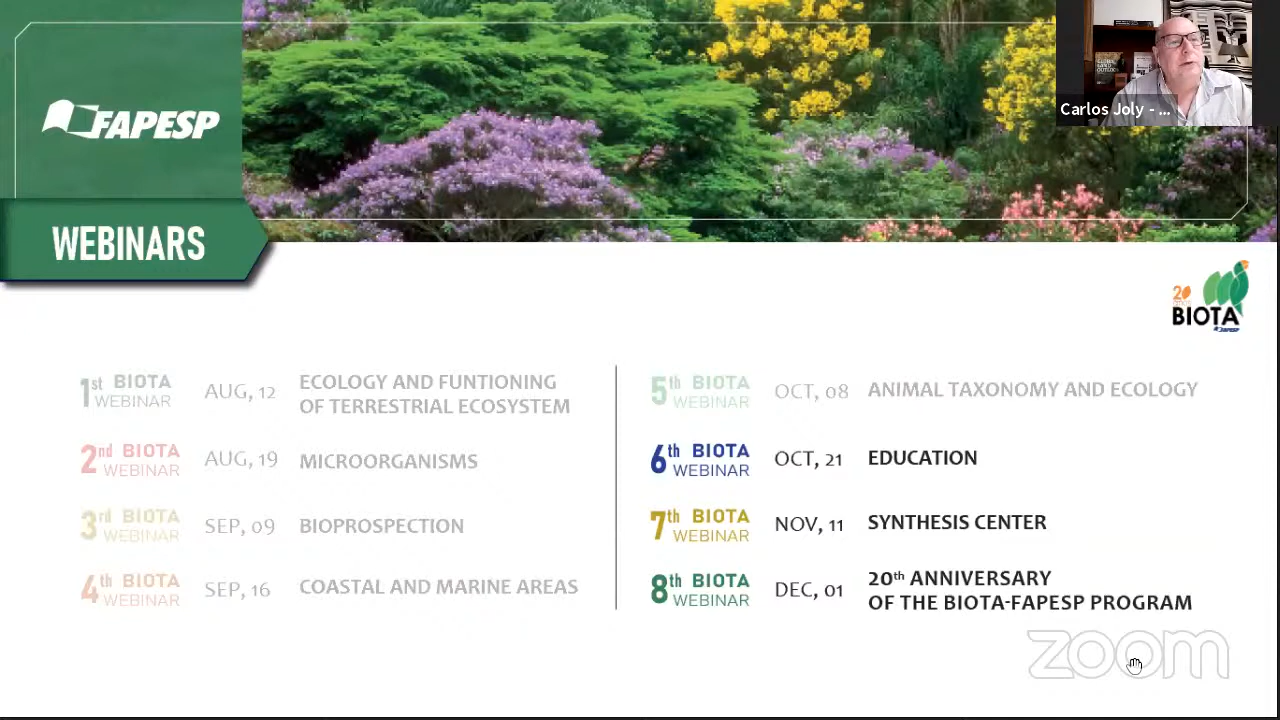 FAPESP
WEBINARS
Carlos Joly - ...
20
BIOTA
FAPESP
1st BIOTA WEBINAR AUG, 12 ECOLOGY AND FUNTIONING
OF TERRESTRIAL ECOSYSTEM
2nd BIOTA WEBINAR AUG, 19 MICROORGANISMS
3rd BIOTA WEBINAR SEP, 09 BIOPROSPECTION
4th BIOTA WEBINAR SEP, 16 COASTAL AND MARINE AREAS
5th BIOTA WEBINAR OCT, 08 ANIMAL TAXONOMY AND ECOLOGY
6th BIOTA WEBINAR OCT, 21 EDUCATION
7th BIOTA WEBINAR NOV, 11 SYNTHESIS CENTER
8th BIOTA WEBINAR DEC, 01 20th ANNIVERSARY
OF THE BIOTA-FAPESP PROGRAM
zoom